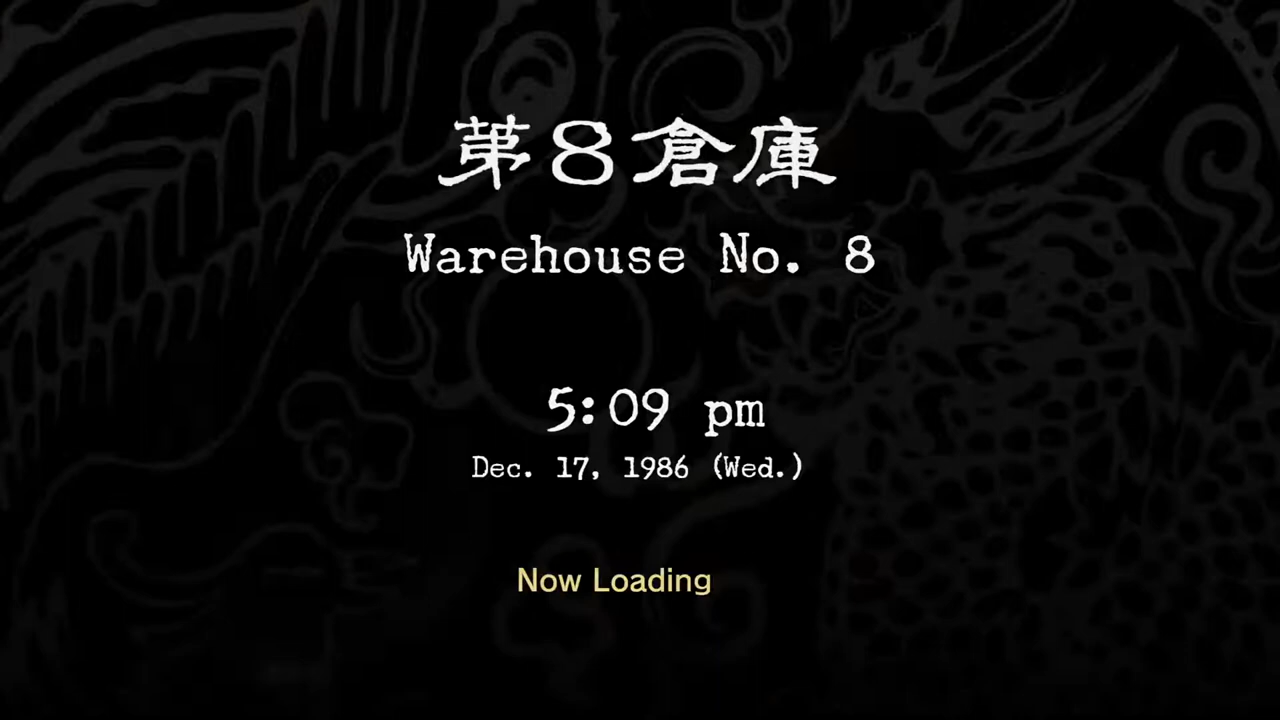 第8倉庫
Warehouse No. 8
5:09 pm
Dec. 17, 1986 (Wed.)
Now Loading